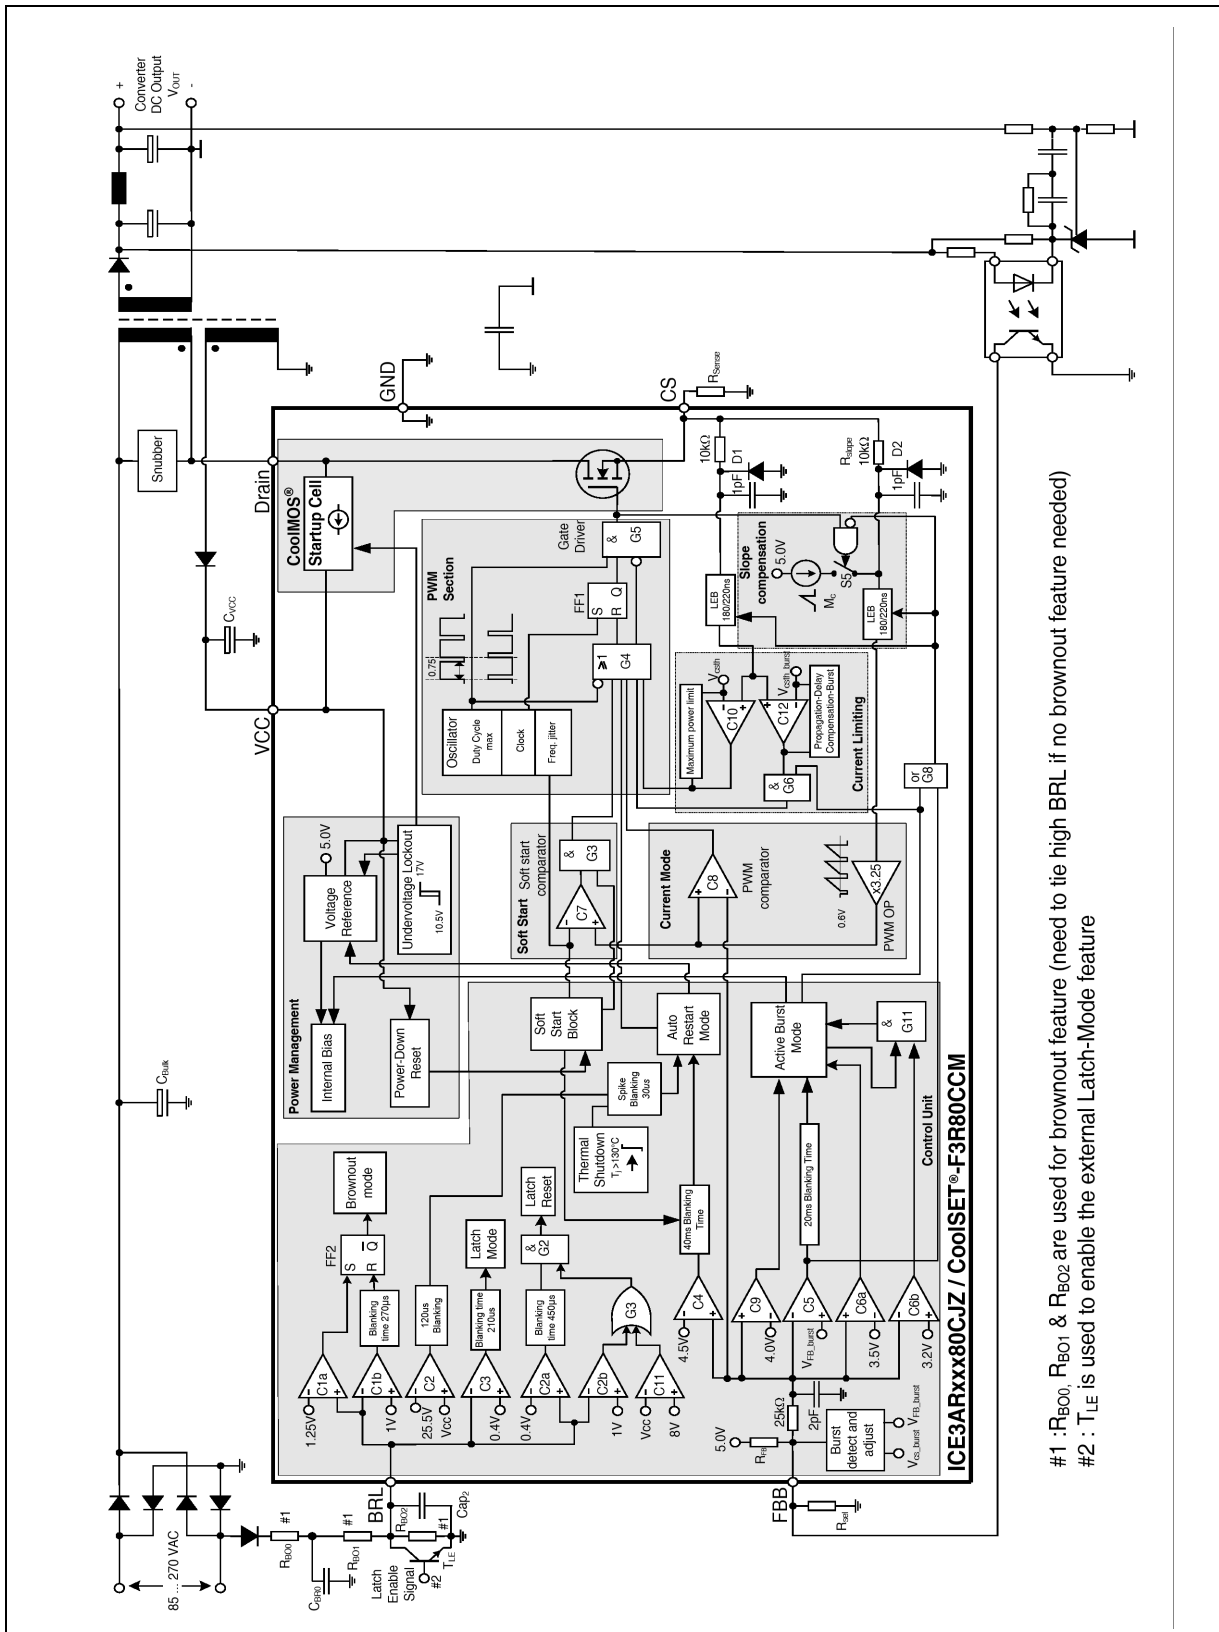 +
Converter
DC Output
V_OUT
-
Snubber
Drain
GND
CS
R_Sense
C_VCC
VCC
CoolMOS®
Startup Cell
PWM
Section
0.75
Oscillator
Duty Cycle
max
Clock
Freq. jitter
Gate
Driver
&
G5
FF1
S
R
Q
≥1
G4
10kΩ
D1
1pF
R_slope
10kΩ
D2
1pF
LEB
180/220ns
Slope
compensation
5.0V
M_C
S5
LEB
180/220ns
V_csth
Maximum power limit
-
+
C10
+
-
C12
V_csth_burst
Propagation-Delay
Compensation-Burst
&
G6
Current Limiting
or
G8
C_Bulk
Power Management
5.0V
Voltage
Reference
Undervoltage Lockout
17V
10.5V
Internal Bias
Power-Down
Reset
Soft Start
Soft start
comparator
&
G3
-
+
C7
Soft
Start
Block
Current Mode
+
-
C8
PWM
comparator
0.6V
x3.25
PWM OP
Auto
Restart
Mode
Active Burst
Mode
&
G11
Spike
Blanking
30us
Thermal
Shutdown
Tj >130°C
Brownout
mode
FF2
S
R
Q
Latch
Mode
Latch
Reset
&
G2
G3
40ms Blanking
Time
20ms Blanking Time
Control Unit
Blanking
time 270µs
120us
Blanking
Blanking time
210us
Blanking
time 450µs
1.25V
-
+
C1a
-
+
C1b
1V
25.5V
-
+
C2
Vcc
0.4V
-
+
C3
0.4V
-
+
C2a
+
-
C2b
1V
Vcc
-
+
C11
8V
4.5V
-
+
C4
4.0V
-
+
C9
-
+
C5
V_FB_burst
+
-
C6a
3.5V
-
+
C6b
3.2V
5.0V
R_FB
25kΩ
2pF
Burst
detect and
adjust
V_cs_burst
V_FB_burst
ICE3ARxxx80CJZ / CoolSET®-F3R80CCM
85 ... 270 VAC
R_BO0
#1
C_BR0
R_BO1
#1
BRL
R_BO2
#1
Cap_2
Latch
Enable
Signal
#2
T_LE
FBB
R_sel
#1 :R_BO0, R_BO1 & R_BO2 are used for brownout feature (need to tie high BRL if no brownout feature needed)
#2 : T_LE is used to enable the external Latch-Mode feature